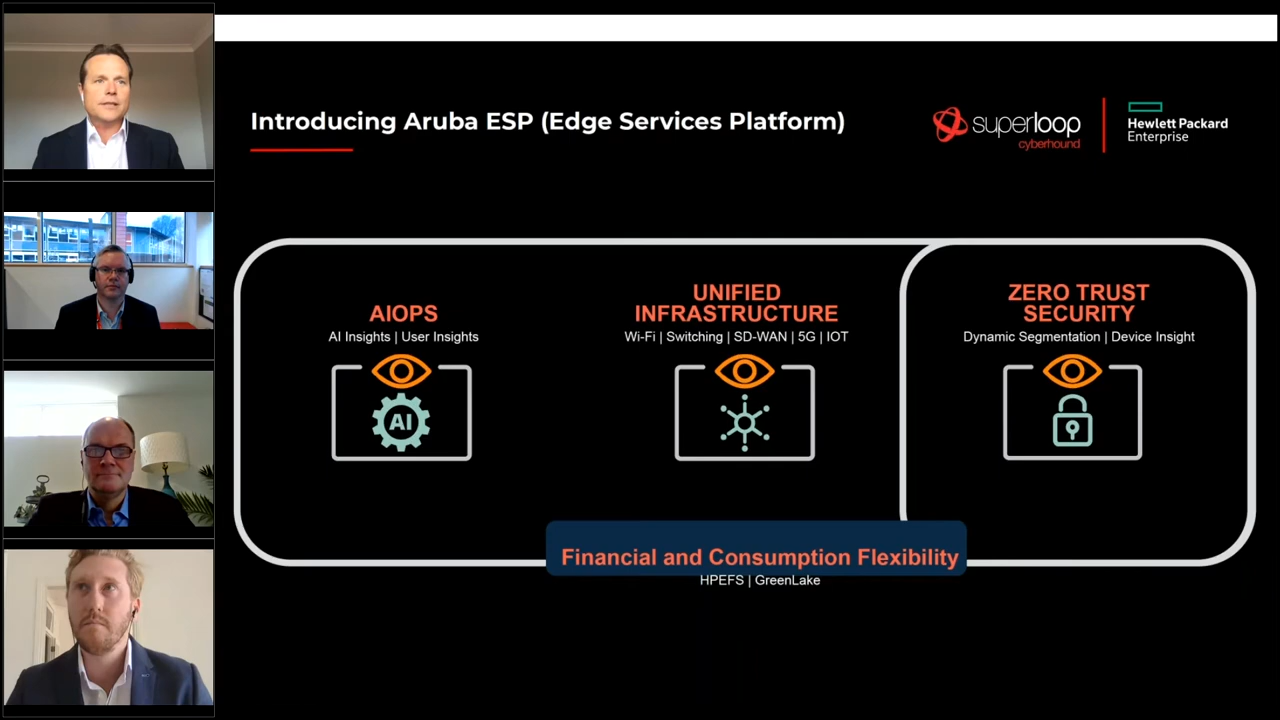 Introducing Aruba ESP (Edge Services Platform)
superloop
cyberhound
Hewlett Packard
Enterprise
AIOPS
AI Insights | User Insights
AI
UNIFIED
INFRASTRUCTURE
Wi-Fi | Switching | SD-WAN | 5G | IOT
ZERO TRUST
SECURITY
Dynamic Segmentation | Device Insight
Financial and Consumption Flexibility
HPEFS | GreenLake